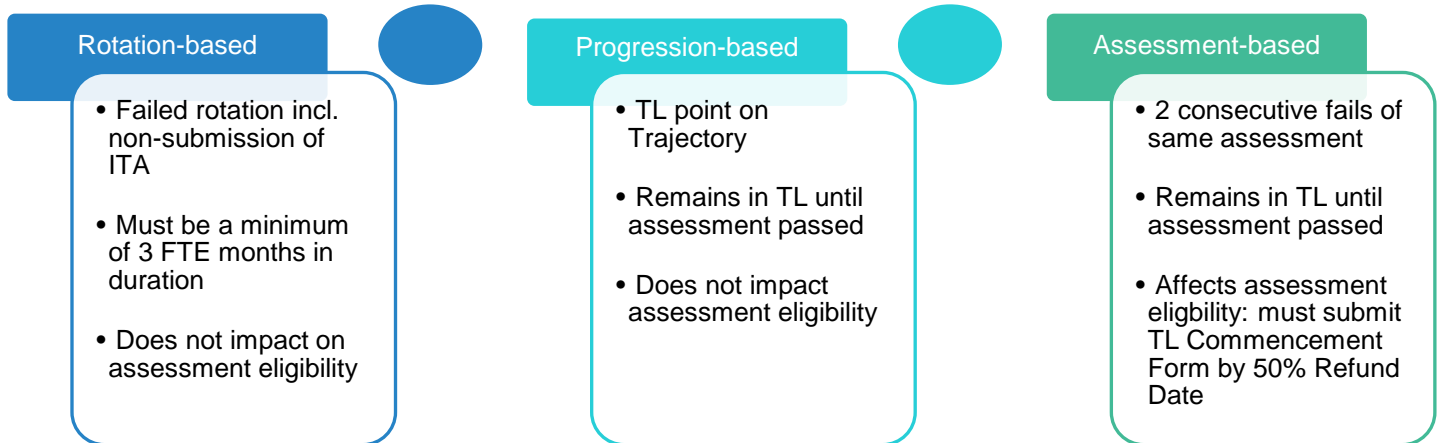 Rotation-based
• Failed rotation incl.
non-submission of
ITA
• Must be a minimum
of 3 FTE months in
duration
• Does not impact on
assessment eligibility
Progression-based
• TL point on
Trajectory
• Remains in TL until
assessment passed
• Does not impact
assessment eligibility
Assessment-based
• 2 consecutive fails of
same assessment
• Remains in TL until
assessment passed
• Affects assessment
eligbility: must submit
TL Commencement
Form by 50% Refund
Date